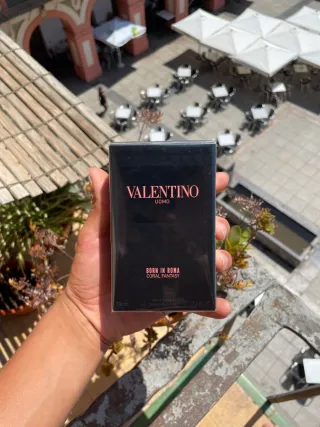 VALENTINO
UOMO
BORN IN ROMA
CORAL FANTASY